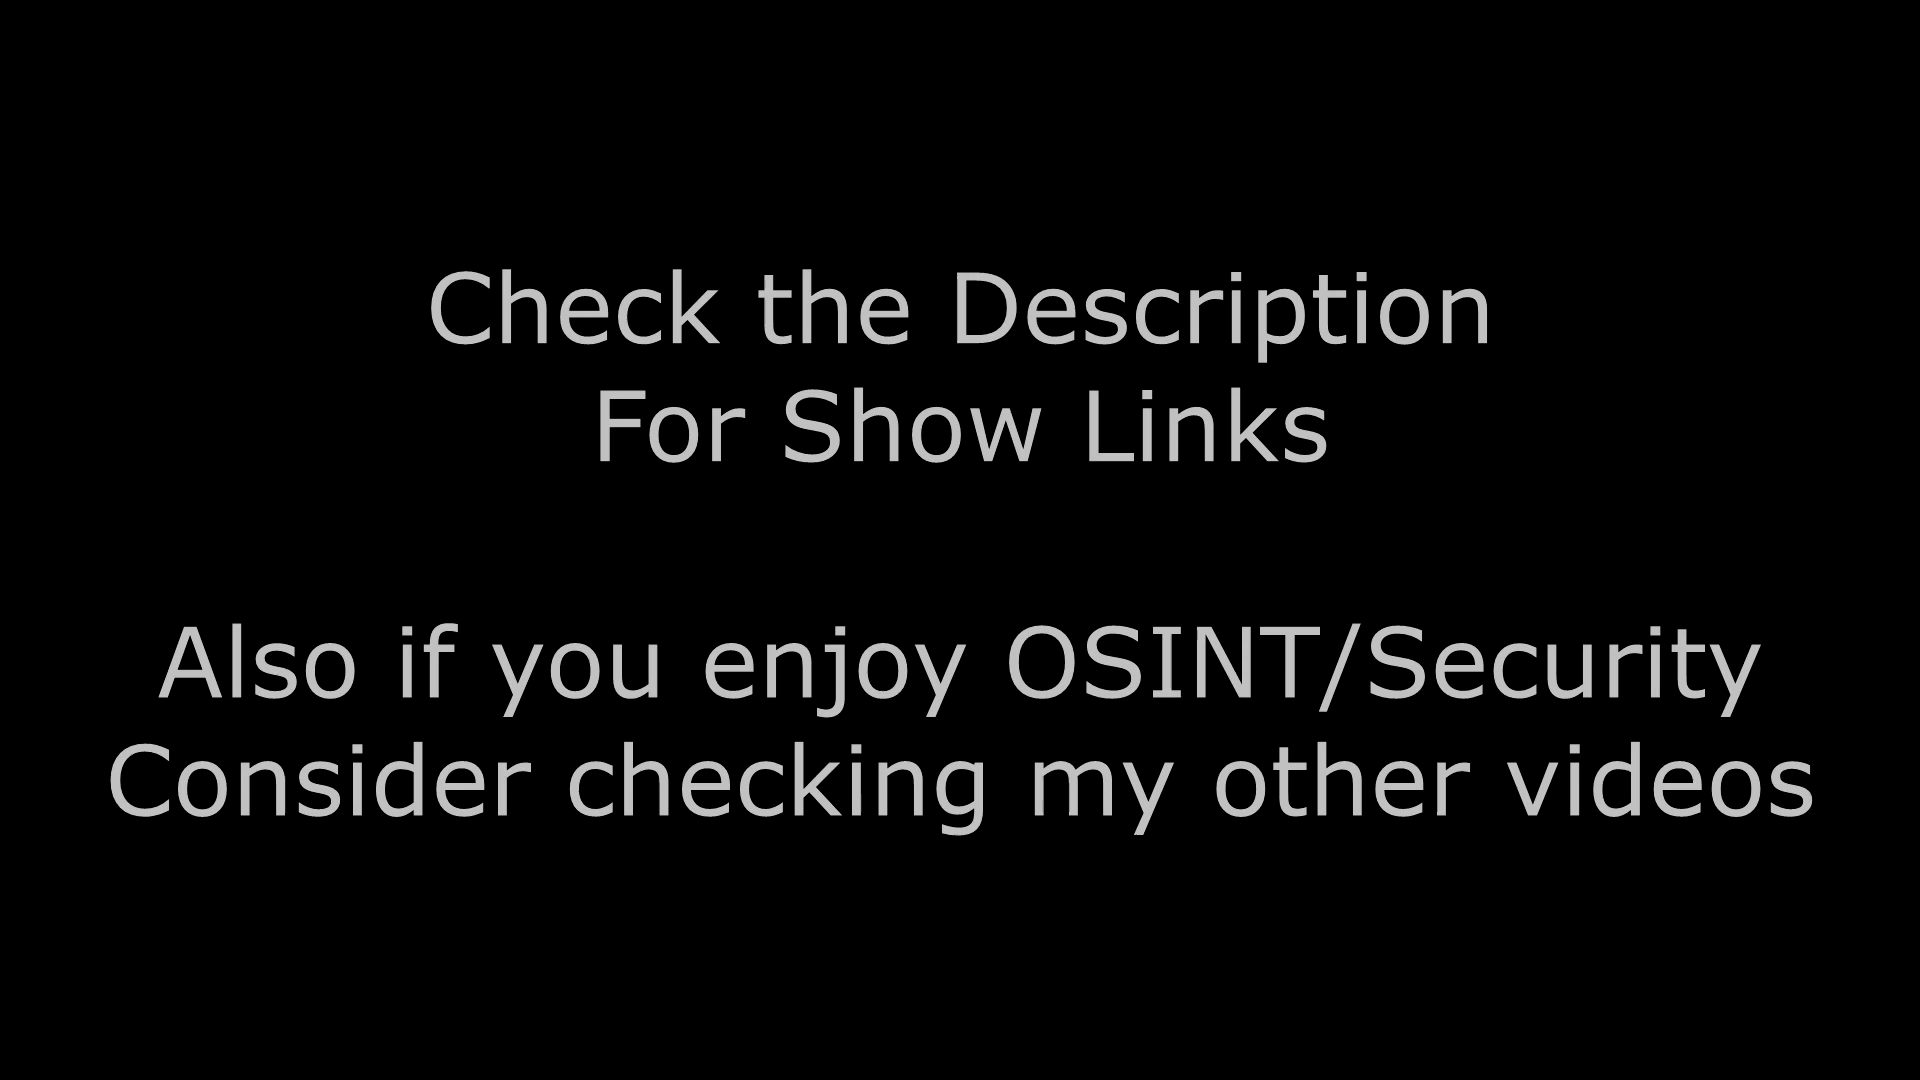 Check the Description
For Show Links
Also if you enjoy OSINT/Security
Consider checking my other videos